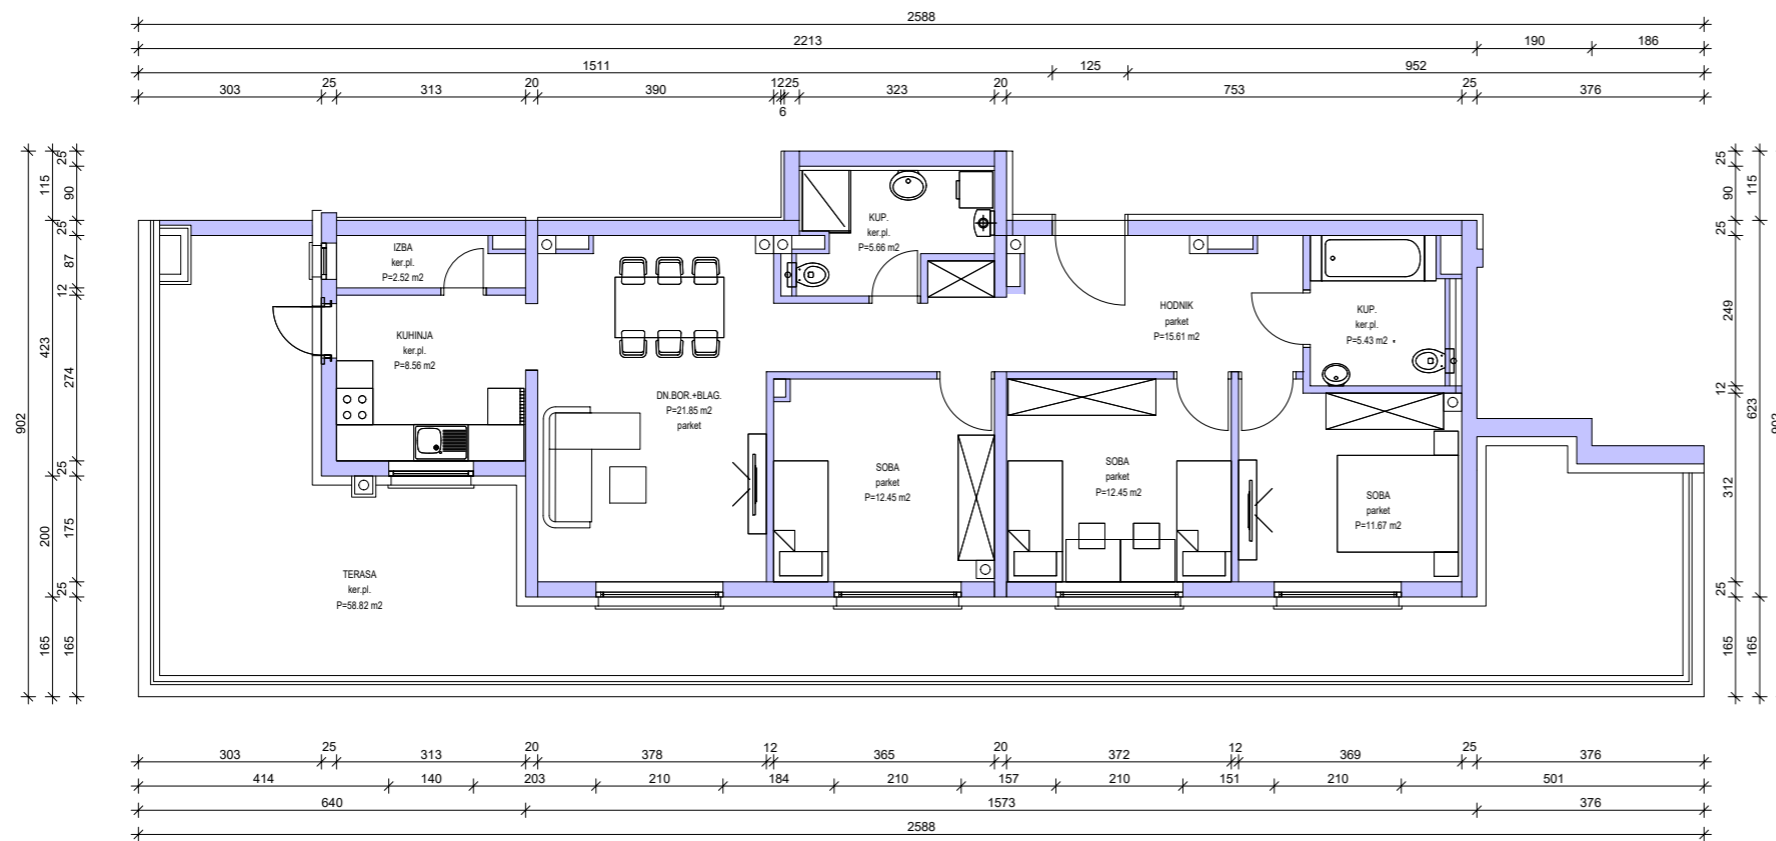 2588
2213 190 186
1511 125 952
303 25 313 20 390 12 25 323 20 753 25 376
6
902
115 423 200 165
25 90 25 87 12 274 25 175 25 165
IZBA
ker.pl.
P=2.52 m2
KUHINJA
ker.pl.
P=8.56 m2
DN.BOR.+BLAG.
P=21.85 m2
parket
KUP.
ker.pl.
P=5.66 m2
HODNIK
parket
P=15.61 m2
KUP.
ker.pl.
P=5.43 m2
SOBA
parket
P=12.45 m2
SOBA
parket
P=12.45 m2
SOBA
parket
P=11.67 m2
TERASA
ker.pl.
P=58.82 m2
25 90 25 249 12 312 25 165
115 623 165
902
303 25 313 20 378 12 365 20 372 12 369 25 376
414 140 203 210 184 210 157 210 151 210 501
640 1573 376
2588